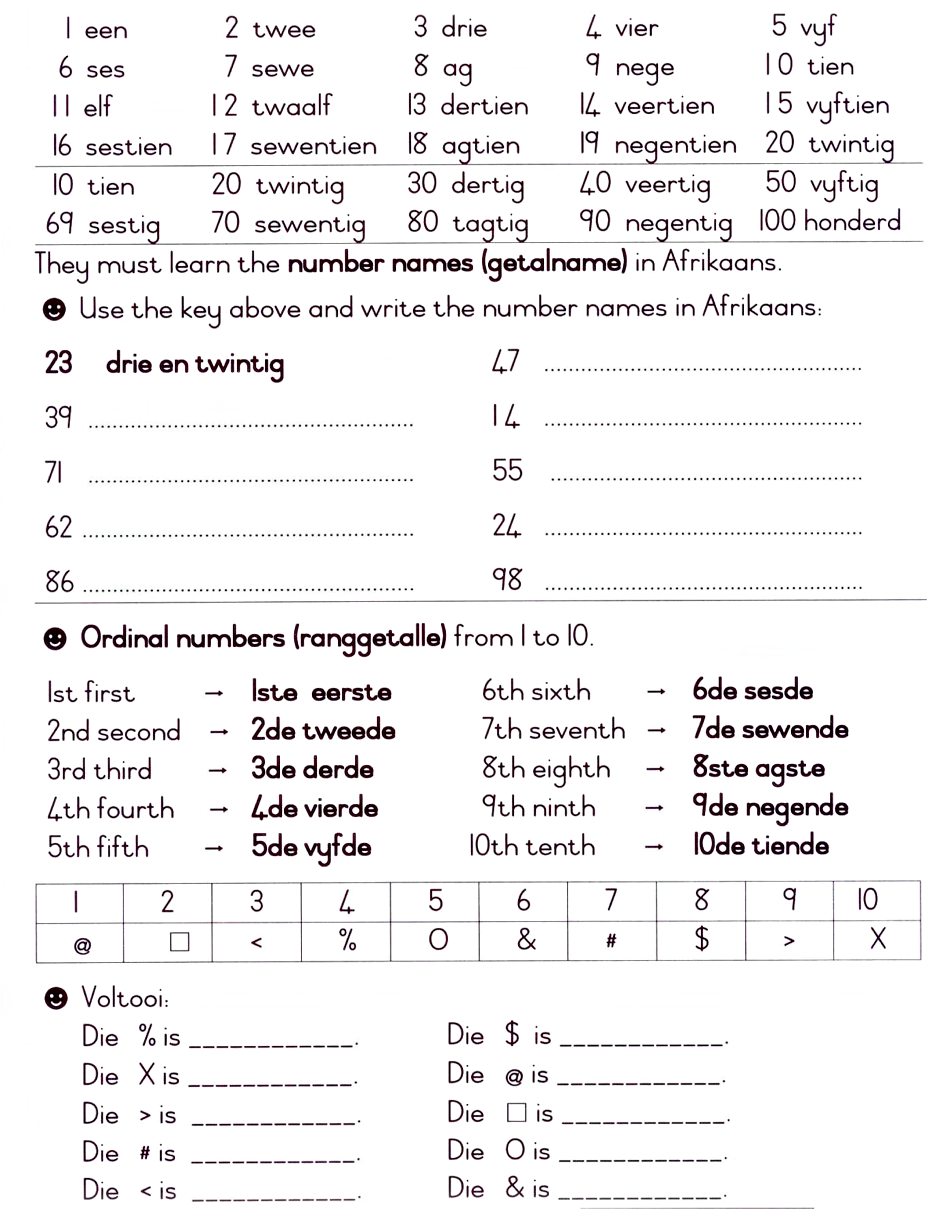 1 een 2 twee 3 drie 4 vier 5 vyf
6 ses 7 sewe 8 ag 9 nege 10 tien
11 elf 12 twaalf 13 dertien 14 veertien 15 vyftien
16 sestien 17 sewentien 18 agtien 19 negentien 20 twintig
10 tien 20 twintig 30 dertig 40 veertig 50 vyftig
69 sestig 70 sewentig 80 tagtig 90 negentig 100 honderd
They must learn the number names (getalname) in Afrikaans.
☻ Use the key above and write the number names in Afrikaans:
23 drie en twintig 47 ....................
39 .................... 14 ....................
71 .................... 55 ....................
62 .................... 24 ....................
86 .................... 98 ....................
☻ Ordinal numbers (ranggetalle) from 1 to 10.
1st first → 1ste eerste 6th sixth → 6de sesde
2nd second → 2de tweede 7th seventh → 7de sewende
3rd third → 3de derde 8th eighth → 8ste agste
4th fourth → 4de vierde 9th ninth → 9de negende
5th fifth → 5de vyfde 10th tenth → 10de tiende
1 2 3 4 5 6 7 8 9 10
@ □ < % O & # $ > X
☻ Voltooi:
Die % is ____________. Die $ is ____________.
Die X is ____________. Die @ is ____________.
Die > is ____________. Die □ is ____________.
Die # is ____________. Die O is ____________.
Die < is ____________. Die & is ____________.